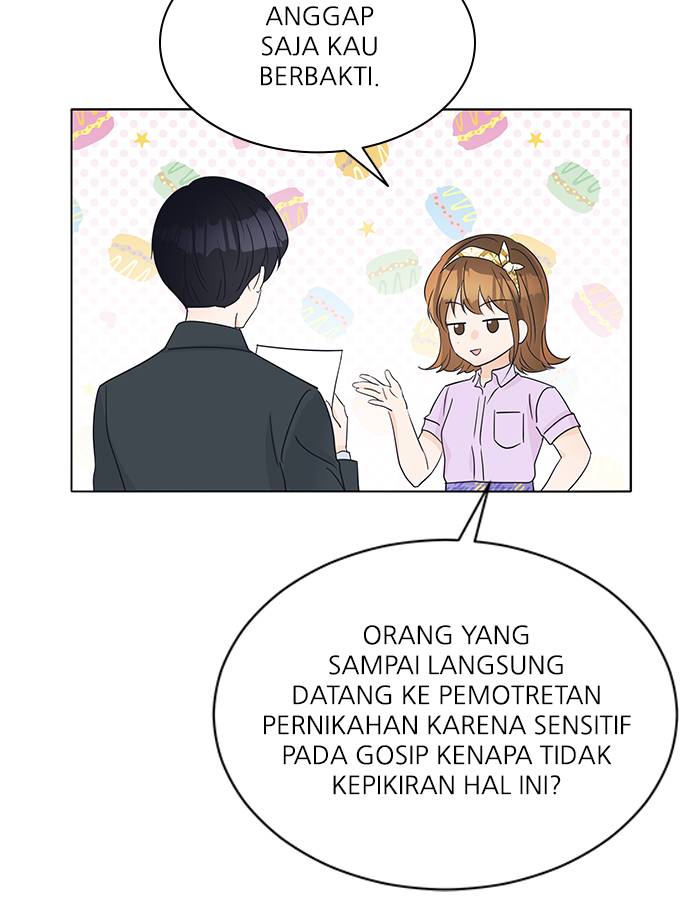 ANGGAP
SAJA KAU
BERBAKTI.
ORANG YANG
SAMPAI LANGSUNG
DATANG KE PEMOTRETAN
PERNIKAHAN KARENA SENSITIF
PADA GOSIP KENAPA TIDAK
KEPIKIRAN HAL INI?